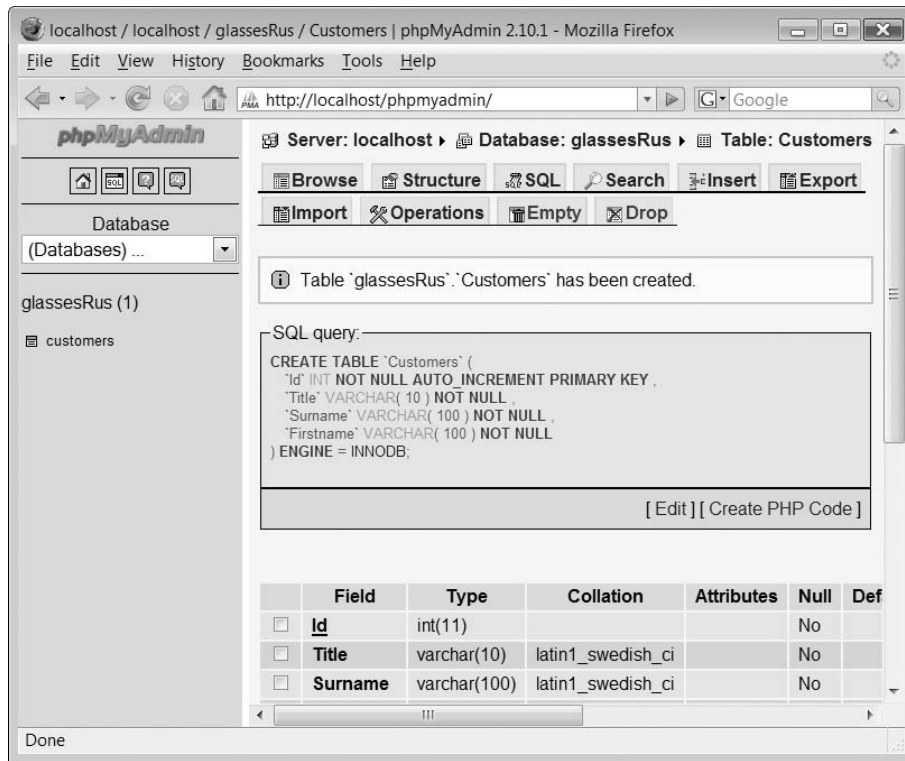 localhost / localhost / glassesRus / Customers | phpMyAdmin 2.10.1 - Mozilla Firefox
File Edit View History Bookmarks Tools Help
PMA http://localhost/phpmyadmin/ G Google
phpMyAdmin
SQL
Database
(Databases) ...
glassesRus (1)
customers
Server: localhost ▸ Database: glassesRus ▸ Table: Customers
Browse Structure SQL Search Insert Export
Import Operations Empty Drop
Table `glassesRus`.`Customers` has been created.
SQL query:
CREATE TABLE `Customers` (
`Id` INT NOT NULL AUTO_INCREMENT PRIMARY KEY ,
`Title` VARCHAR( 10 ) NOT NULL ,
`Surname` VARCHAR( 100 ) NOT NULL ,
`Firstname` VARCHAR( 100 ) NOT NULL
) ENGINE = INNODB;
[ Edit ] [ Create PHP Code ]
Field Type Collation Attributes Null Def
Id int(11) No
Title varchar(10) latin1_swedish_ci No
Surname varchar(100) latin1_swedish_ci No
Done